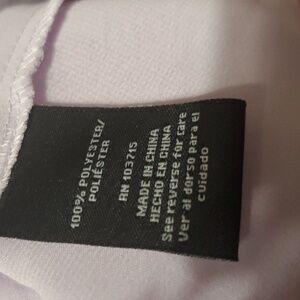 100% POLYESTER/
POLIÉSTER
RN 103715
MADE IN CHINA
HECHO EN CHINA
See reverse for care
Ver al dorso para el
cuidado